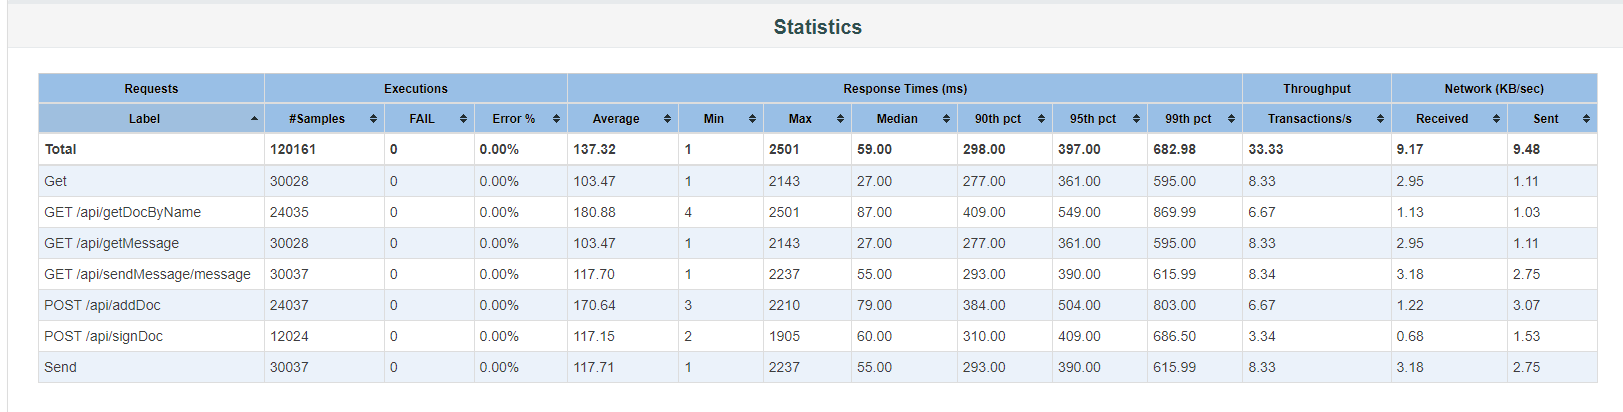 Statistics
Requests Executions Response Times (ms) Throughput Network (KB/sec)
Label #Samples FAIL Error % Average Min Max Median 90th pct 95th pct 99th pct Transactions/s Received Sent
Total 120161 0 0.00% 137.32 1 2501 59.00 298.00 397.00 682.98 33.33 9.17 9.48
Get 30028 0 0.00% 103.47 1 2143 27.00 277.00 361.00 595.00 8.33 2.95 1.11
GET /api/getDocByName 24035 0 0.00% 180.88 4 2501 87.00 409.00 549.00 869.99 6.67 1.13 1.03
GET /api/getMessage 30028 0 0.00% 103.47 1 2143 27.00 277.00 361.00 595.00 8.33 2.95 1.11
GET /api/sendMessage/message 30037 0 0.00% 117.70 1 2237 55.00 293.00 390.00 615.99 8.34 3.18 2.75
POST /api/addDoc 24037 0 0.00% 170.64 3 2210 79.00 384.00 504.00 803.00 6.67 1.22 3.07
POST /api/signDoc 12024 0 0.00% 117.15 2 1905 60.00 310.00 409.00 686.50 3.34 0.68 1.53
Send 30037 0 0.00% 117.71 1 2237 55.00 293.00 390.00 615.99 8.33 3.18 2.75